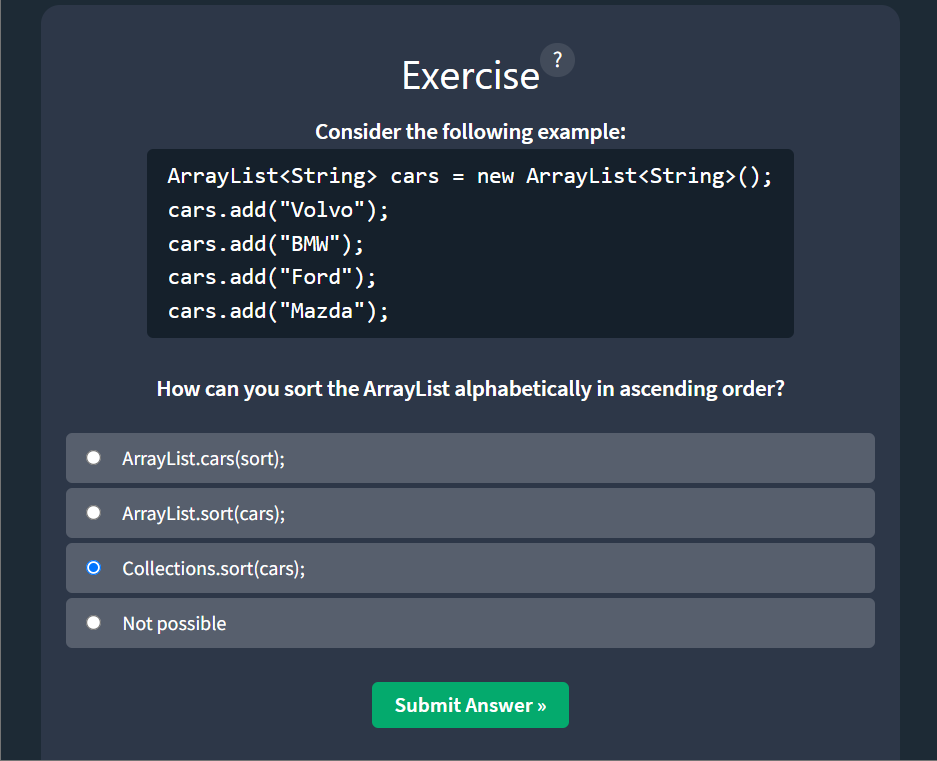 Exercise ?
Consider the following example:
ArrayList<String> cars = new ArrayList<String>();
cars.add("Volvo");
cars.add("BMW");
cars.add("Ford");
cars.add("Mazda");
How can you sort the ArrayList alphabetically in ascending order?
ArrayList.cars(sort);
ArrayList.sort(cars);
Collections.sort(cars);
Not possible
Submit Answer »